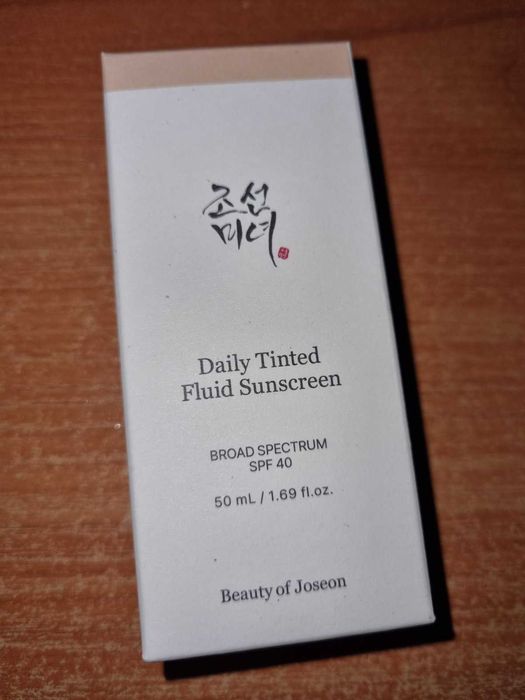 조선
미녀
Daily Tinted
Fluid Sunscreen
BROAD SPECTRUM
SPF 40
50 mL / 1.69 fl.oz.
Beauty of Joseon